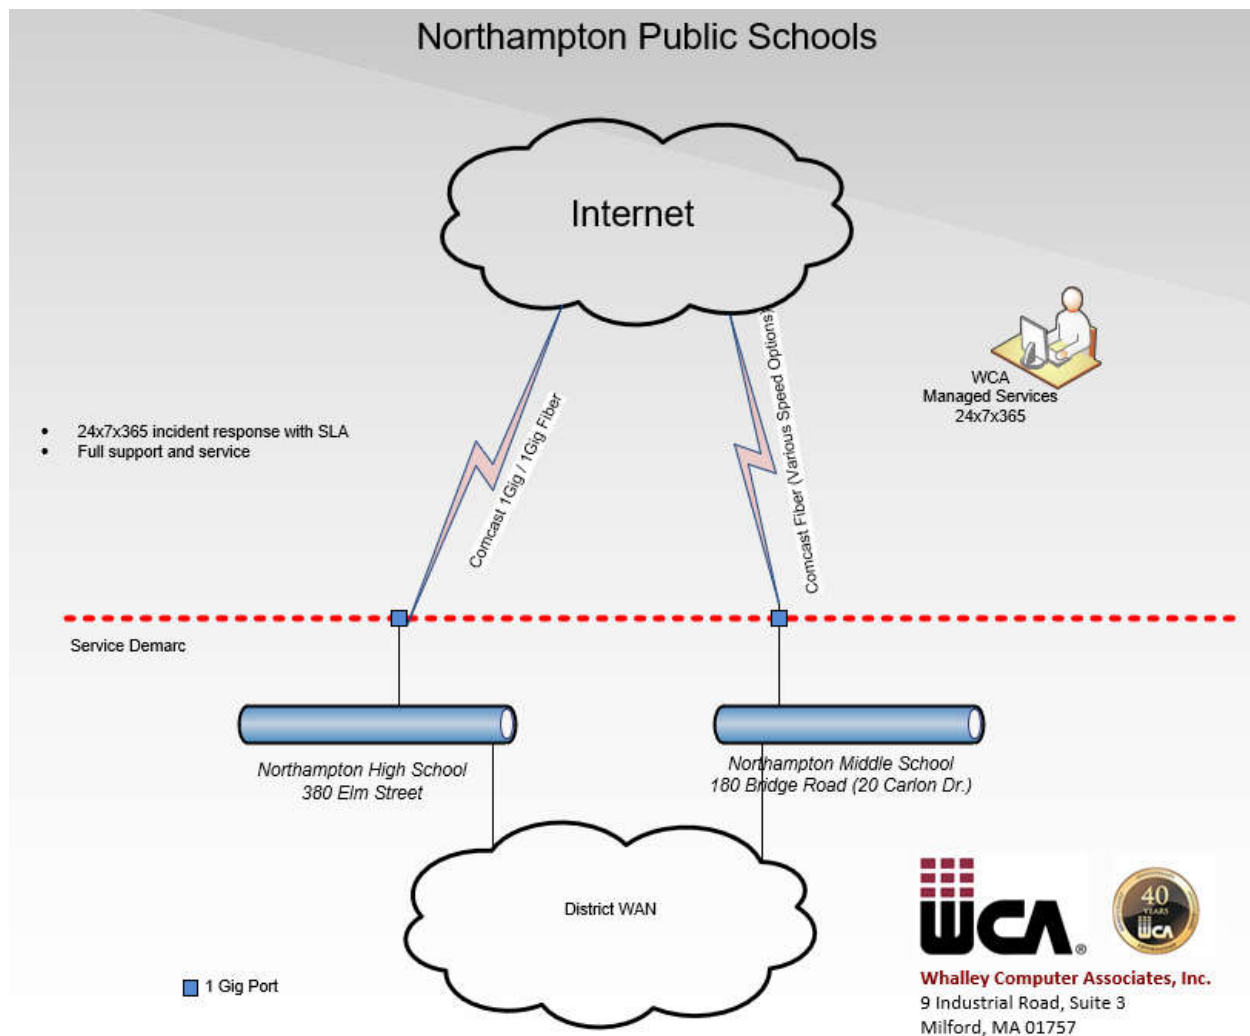 Northampton Public Schools
Internet
Comcast 1Gig / 1Gig Fiber
Comcast Fiber (Various Speed Options)
WCA
Managed Services
24x7x365
• 24x7x365 incident response with SLA
• Full support and service
Service Demarc
Northampton High School
380 Elm Street
Northampton Middle School
180 Bridge Road (20 Carlon Dr.)
District WAN
1 Gig Port
WCA®
40
YEARS
WCA
Whalley Computer Associates, Inc.
9 Industrial Road, Suite 3
Milford, MA 01757